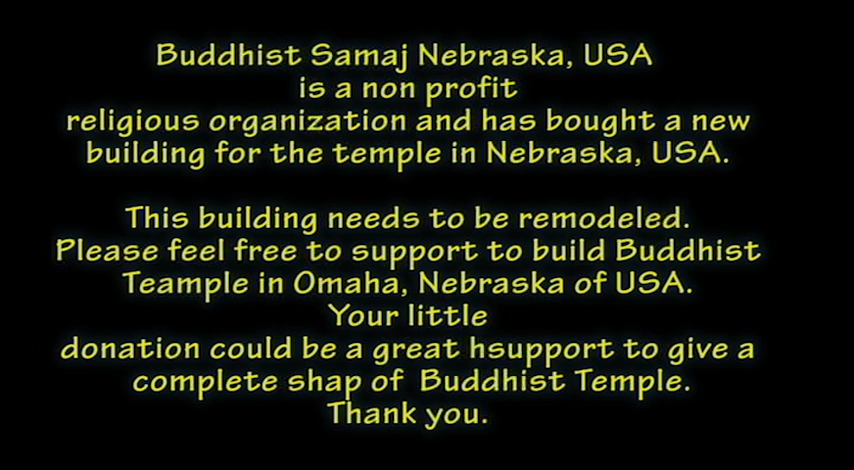 Buddhist Samaj Nebraska, USA
is a non profit
religious organization and has bought a new
building for the temple in Nebraska, USA.
This building needs to be remodeled.
Please feel free to support to build Buddhist
Teample in Omaha, Nebraska of USA.
Your little
donation could be a great hsupport to give a
complete shap of Buddhist Temple.
Thank you.